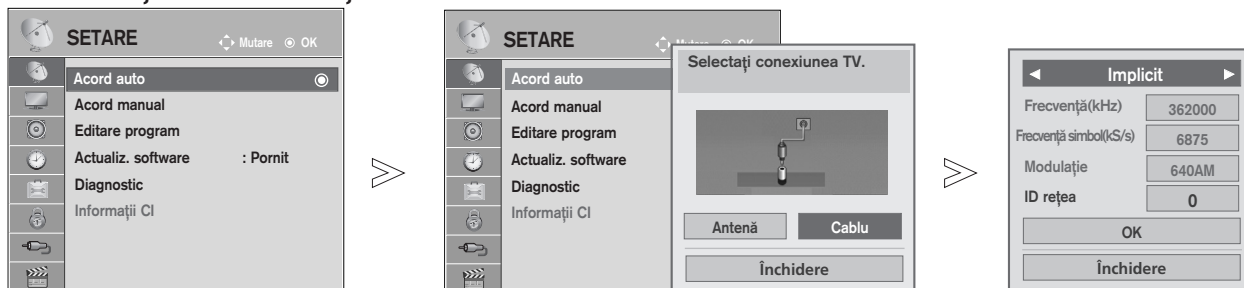 SETARE
Mutare OK
Acord auto
Acord manual
Editare program
Actualiz. software : Pornit
Diagnostic
Informații CI
SETARE
Acord auto
Acord manual
Editare program
Actualiz. software
Diagnostic
Informații CI
Selectați conexiunea TV.
Antenă Cablu
Închidere
Implicit
Frecvență(kHz) 362000
Frecvență simbol(kS/s) 6875
Modulație 640AM
ID rețea 0
OK
Închidere